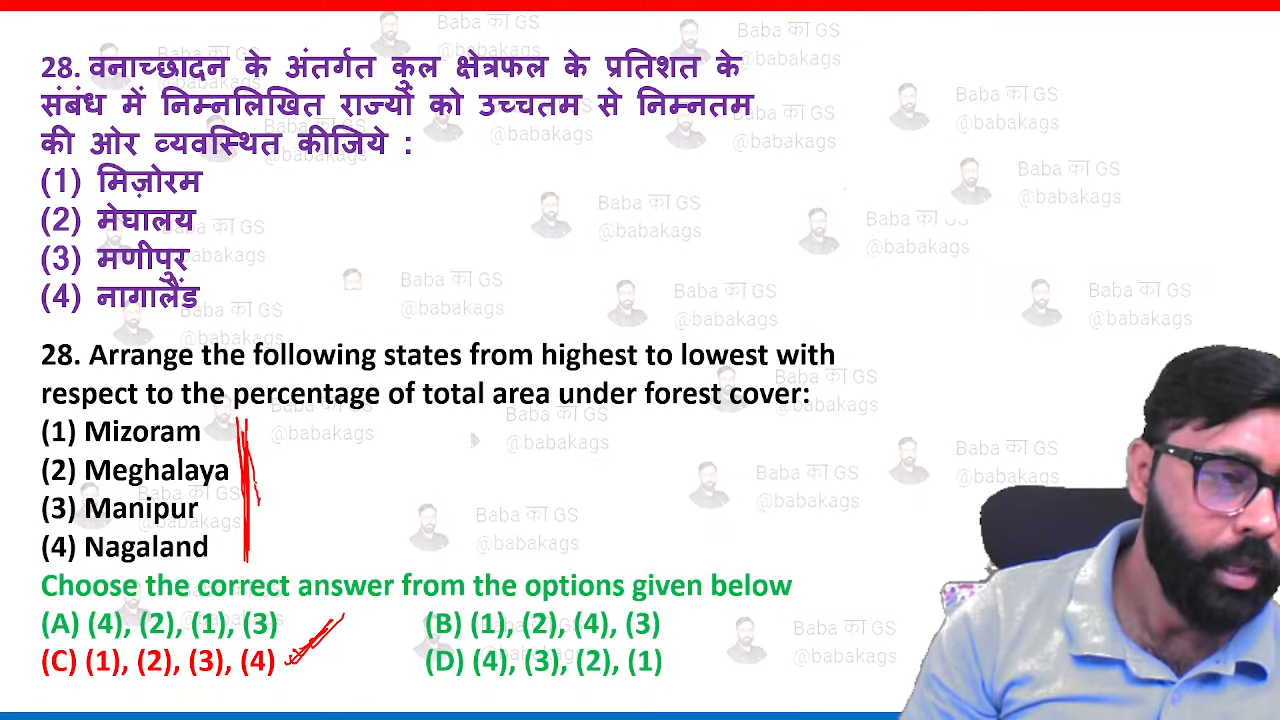 28. वनाच्छादन के अंतर्गत कुल क्षेत्रफल के प्रतिशत के
संबंध में निम्नलिखित राज्यों को उच्चतम से निम्नतम
की ओर व्यवस्थित कीजिये :
(1) मिज़ोरम
(2) मेघालय
(3) मणीपुर
(4) नागालैंड
28. Arrange the following states from highest to lowest with
respect to the percentage of total area under forest cover:
(1) Mizoram
(2) Meghalaya
(3) Manipur
(4) Nagaland
Choose the correct answer from the options given below
(A) (4), (2), (1), (3) (B) (1), (2), (4), (3)
(C) (1), (2), (3), (4) (D) (4), (3), (2), (1)
Baba का GS
@babakags